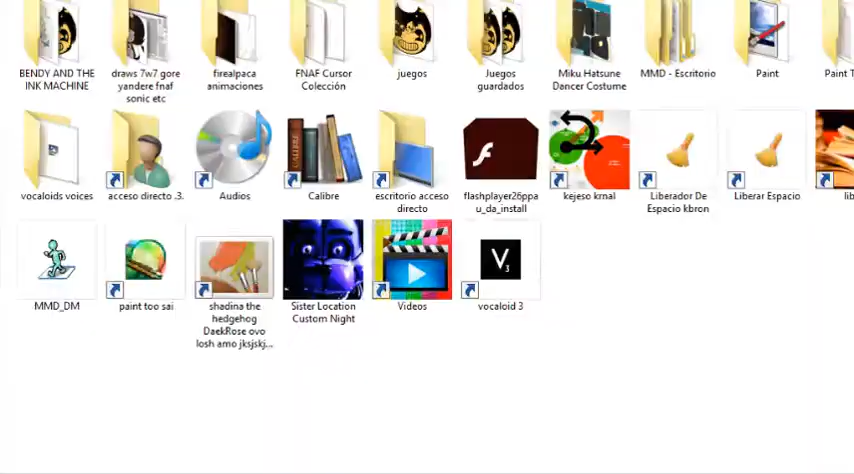 BENDY AND THE
INK MACHINE
draws 7w7 gore
yandere fnaf
sonic etc
firealpaca
animaciones
FNAF Cursor
Colección
juegos
Juegos
guardados
Miku Hatsune
Dancer Costume
MMD - Escritorio
Paint
Paint T
vocaloids voices
acceso directo .3.
Audios
Calibre
escritorio acceso
directo
flashplayer26ppa
u_da_install
kejeso krnal
Liberador De
Espacio kbron
Liberar Espacio
lib
MMD_DM
paint too sai
shadina the
hedgehog
DaekRose ovo
losh amo jksjskj...
Sister Location
Custom Night
Videos
V3
vocaloid 3